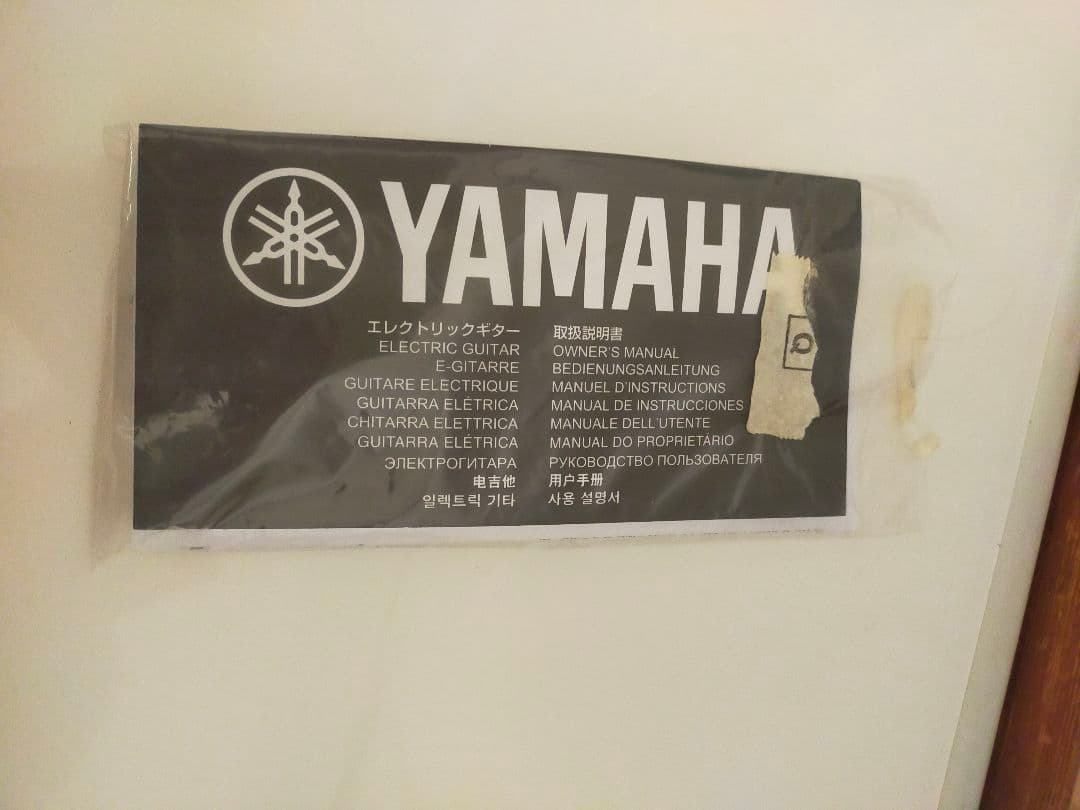 YAMAHA
エレクトリックギター 取扱説明書
ELECTRIC GUITAR OWNER'S MANUAL
E-GITARRE BEDIENUNGSANLEITUNG
GUITARE ELECTRIQUE MANUEL D'INSTRUCTIONS
GUITARRA ELÉTRICA MANUAL DE INSTRUCCIONES
CHITARRA ELETTRICA MANUALE DELL'UTENTE
GUITARRA ELÉTRICA MANUAL DO PROPRIETÁRIO
ЭЛЕКТРОГИТАРА РУКОВОДСТВО ПОЛЬЗОВАТЕЛЯ
电吉他 用户手册
일렉트릭 기타 사용 설명서
Q